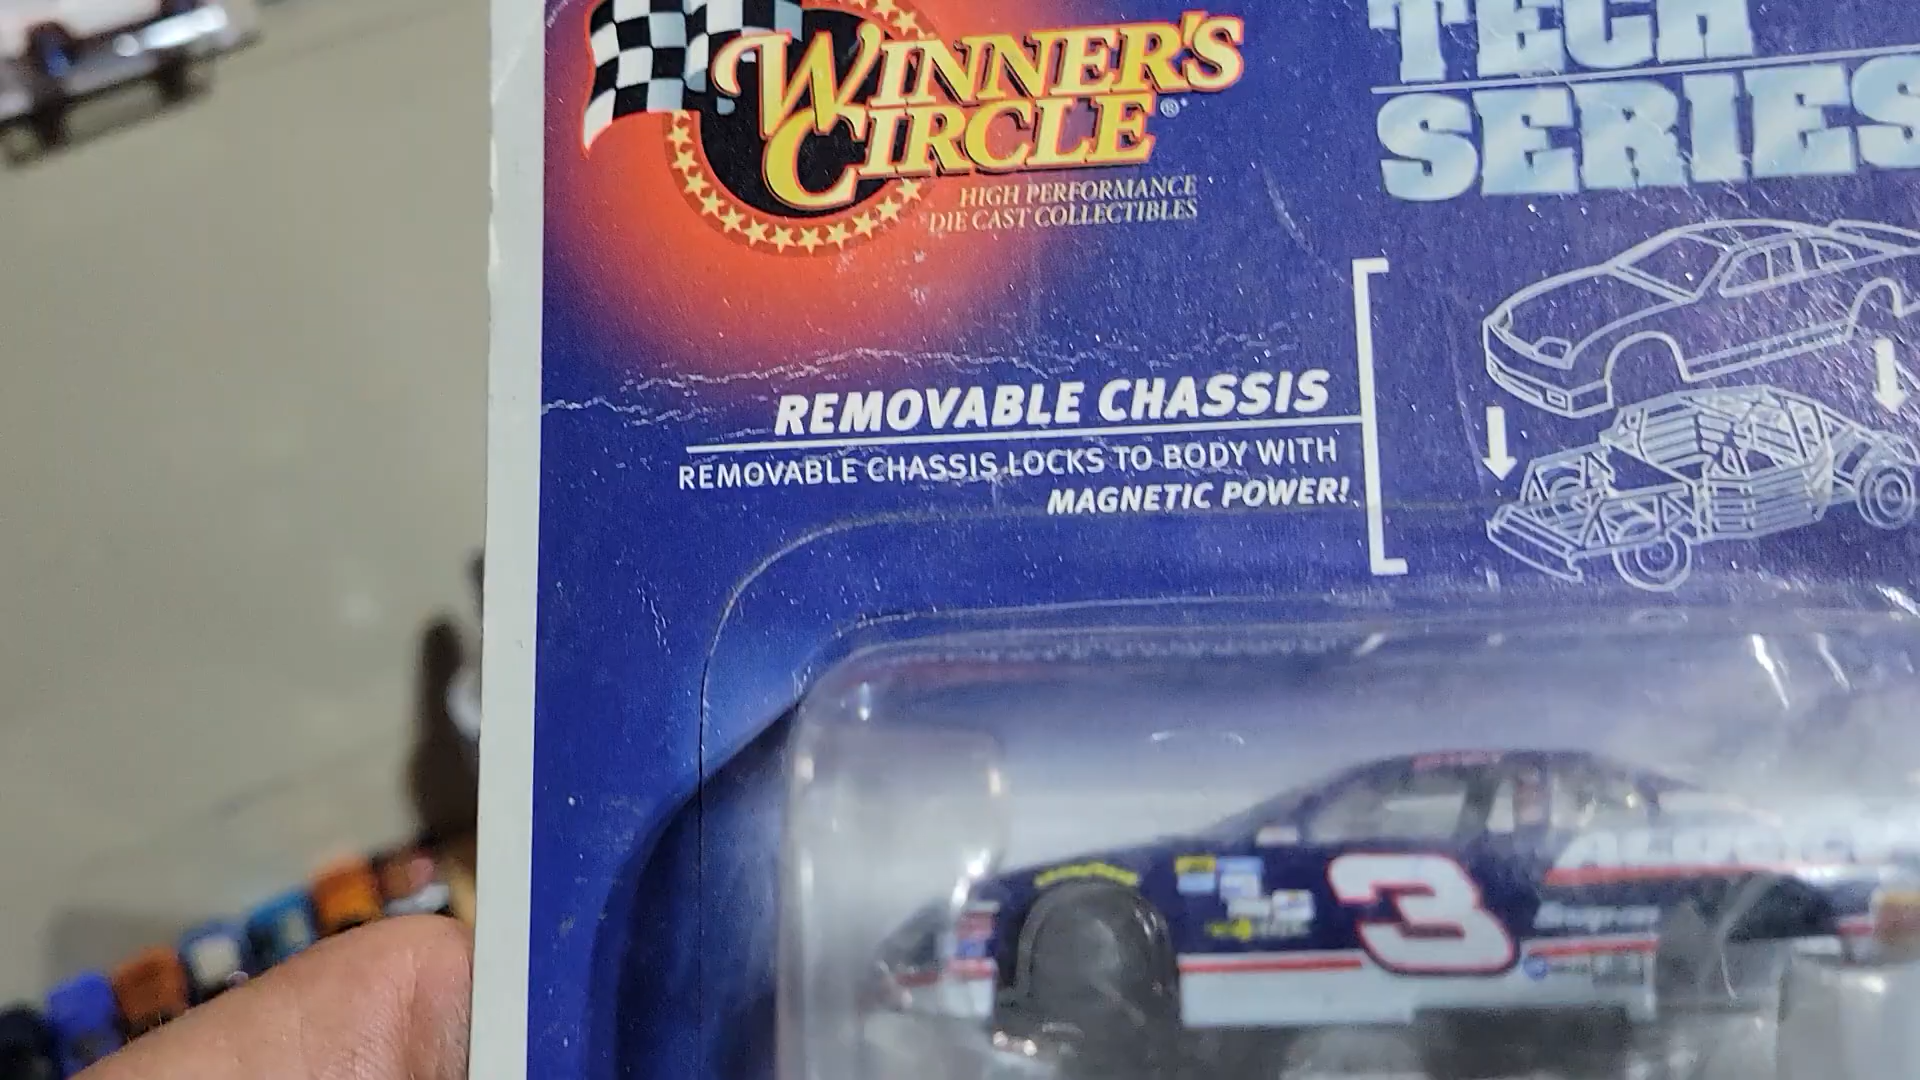 WINNER'S
CIRCLE®
HIGH PERFORMANCE
DIE CAST COLLECTIBLES
TECH
SERIES
REMOVABLE CHASSIS
REMOVABLE CHASSIS LOCKS TO BODY WITH
MAGNETIC POWER!
3